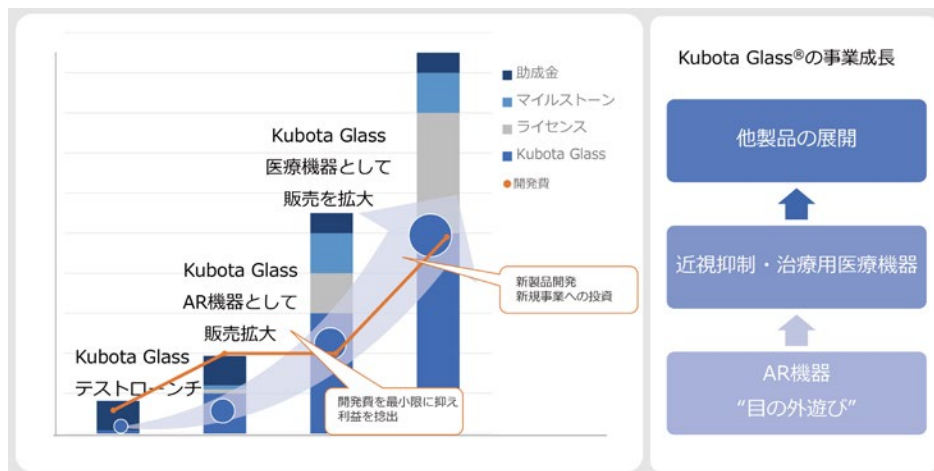 助成金
マイルストーン
ライセンス
Kubota Glass
開発費
Kubota Glass
医療機器として
販売を拡大
Kubota Glass
AR機器として
販売拡大
Kubota Glass
テストローンチ
新製品開発
新規事業への投資
開発費を最小限に抑え
利益を捻出
Kubota Glass®の事業成長
他製品の展開
近視抑制・治療用医療機器
AR機器
“目の外遊び”